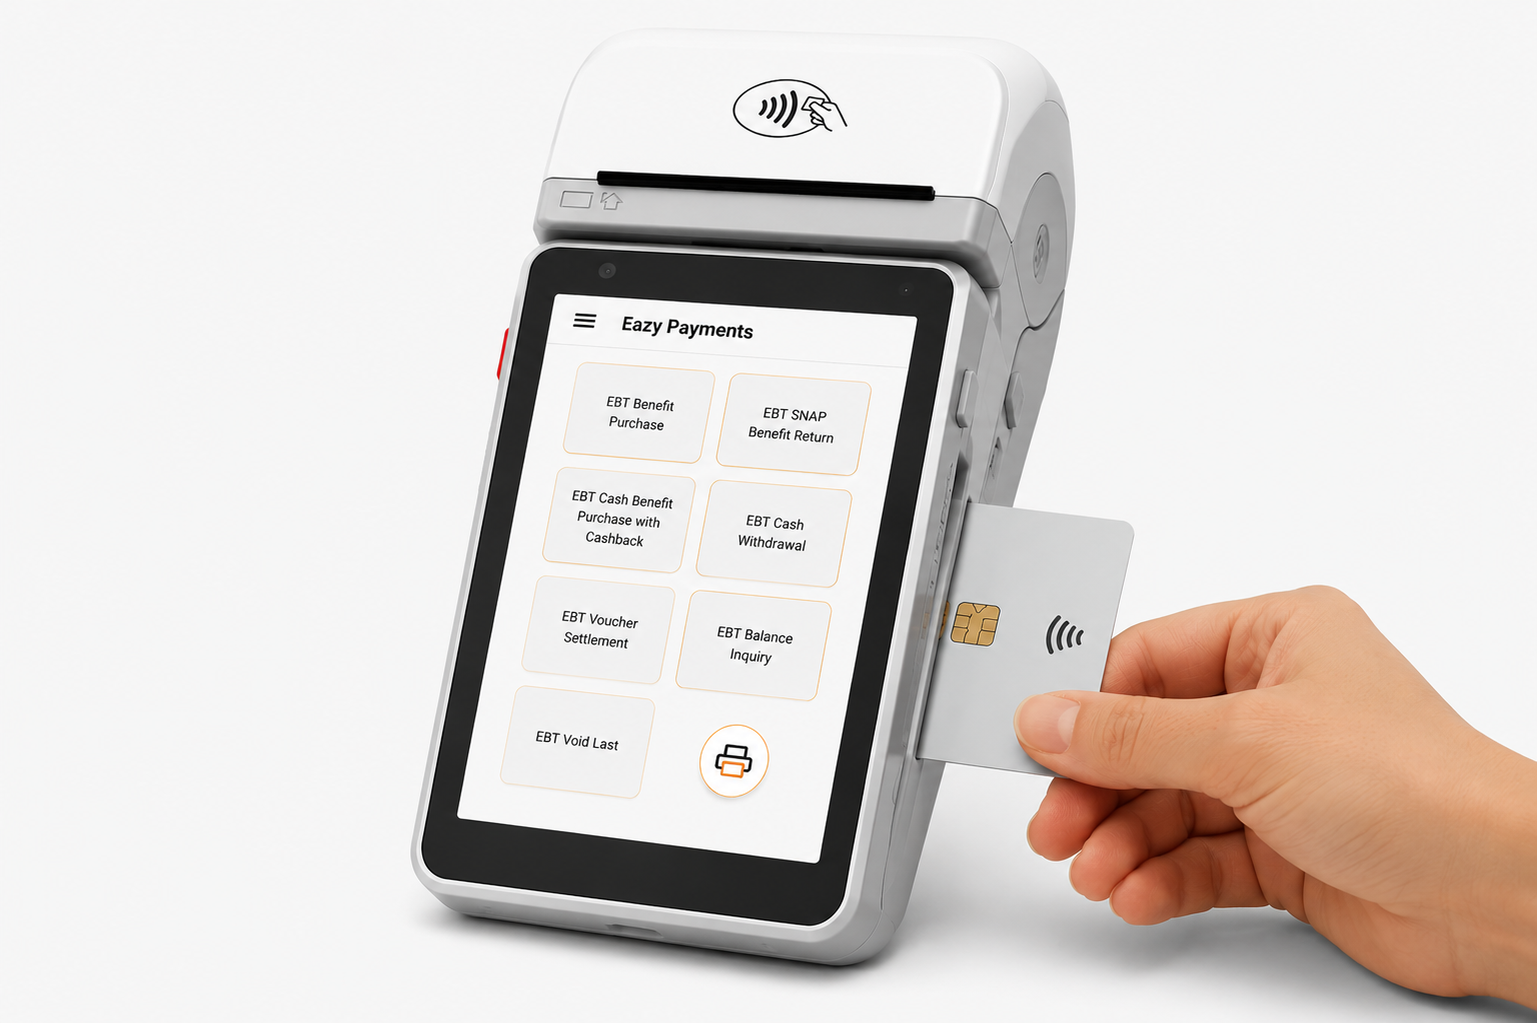 Eazy Payments
EBT Benefit
Purchase
EBT SNAP
Benefit Return
EBT Cash Benefit
Purchase with
Cashback
EBT Cash
Withdrawal
EBT Voucher
Settlement
EBT Balance
Inquiry
EBT Void Last